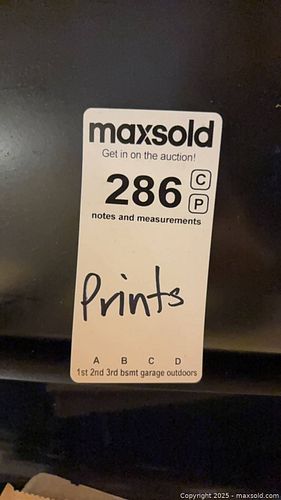 maxsold
Get in on the auction!
286 C
P
notes and measurements
Prints
A B C D
1st 2nd 3rd bsmt garage outdoors
Copyright 2025 - maxsold.com